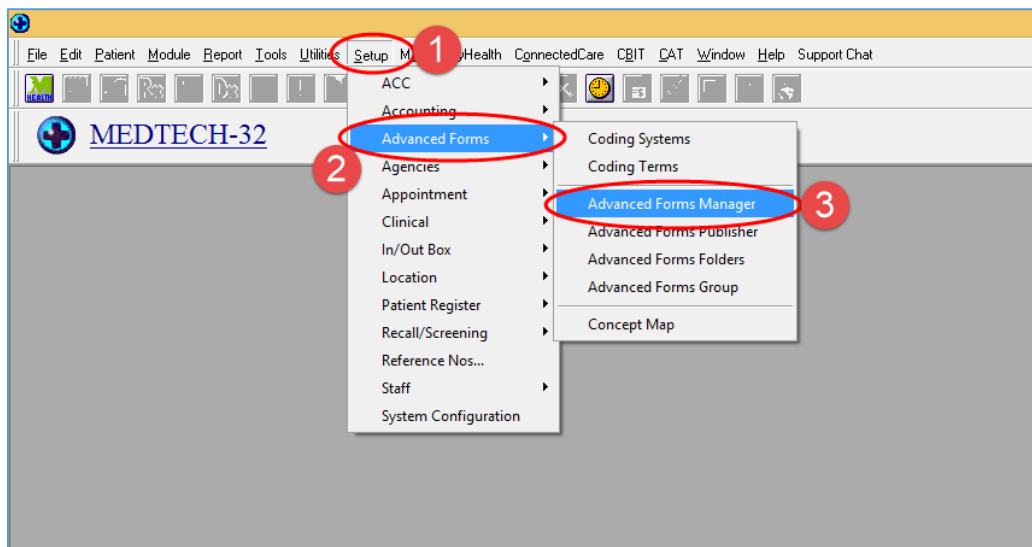 File Edit Patient Module Report Tools Utilities Setup 1 Health ConnectedCare CBIT CAT Window Help Support Chat
HEALTH
MEDTECH-32
ACC
Accounting
2 Advanced Forms
Agencies
Appointment
Clinical
In/Out Box
Location
Patient Register
Recall/Screening
Reference Nos...
Staff
System Configuration
Coding Systems
Coding Terms
Advanced Forms Manager 3
Advanced Forms Publisher
Advanced Forms Folders
Advanced Forms Group
Concept Map